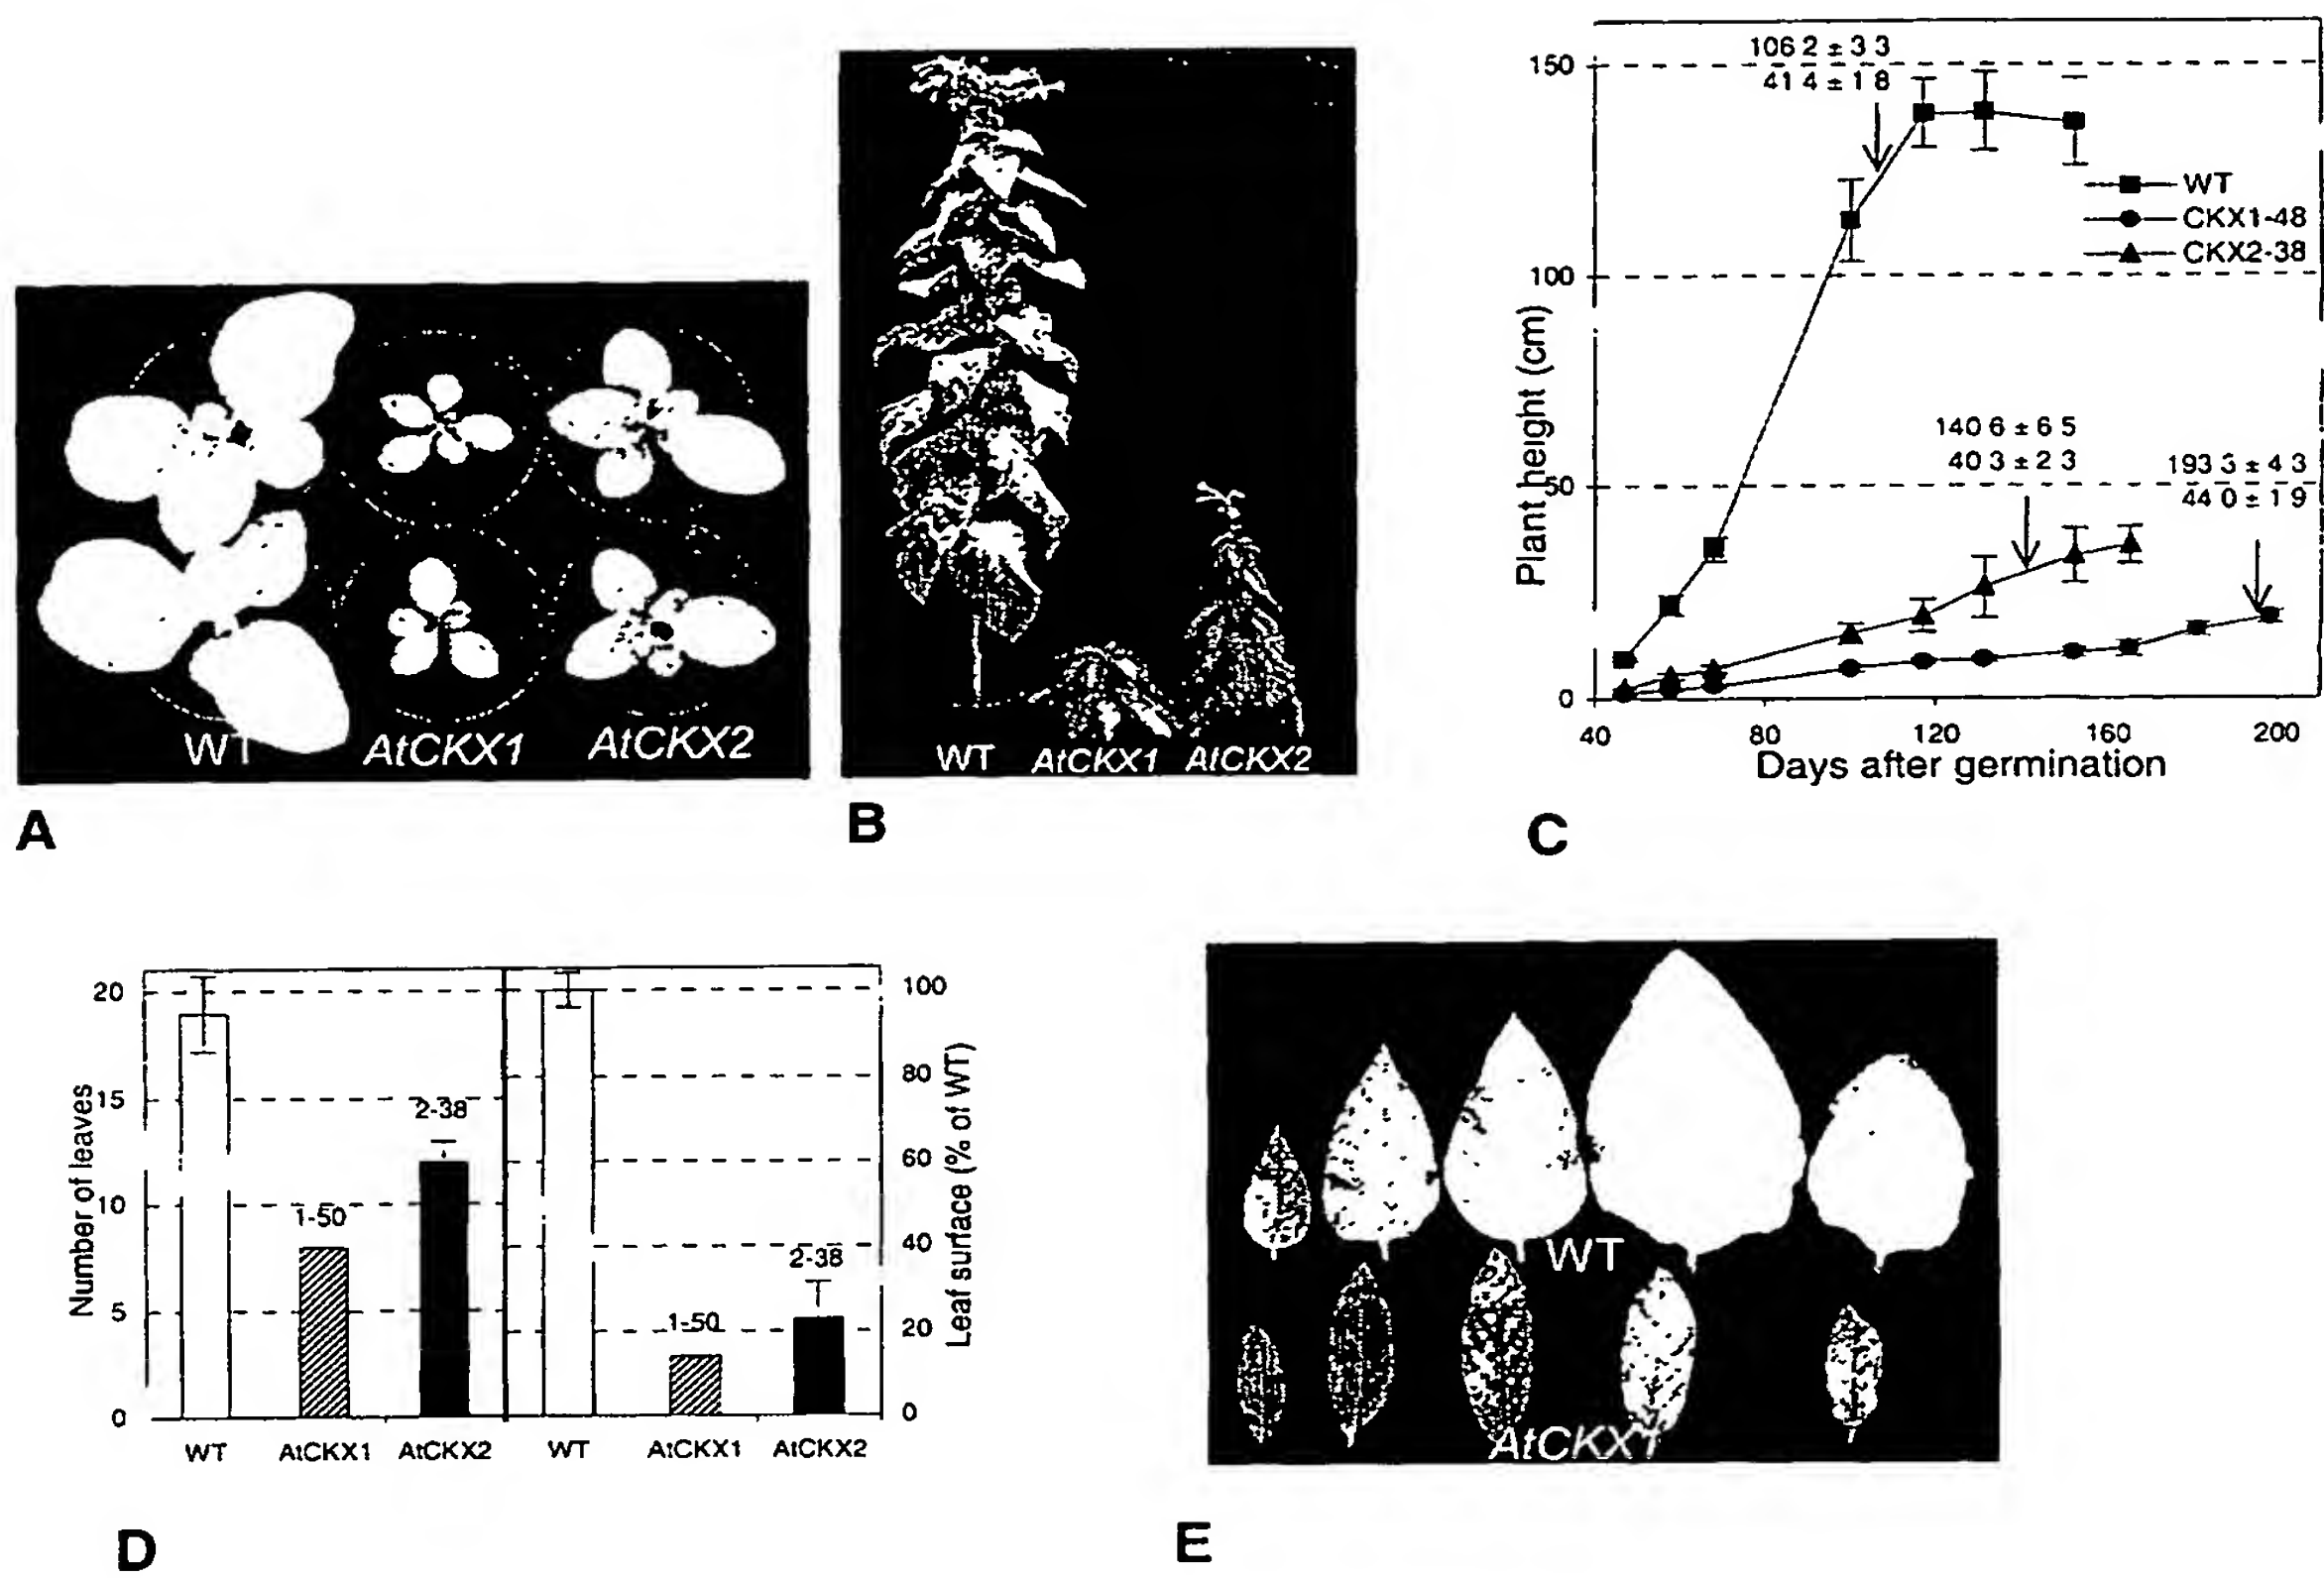 WT
AtCKX1
AtCKX2
A
WT
AtCKX1
AtCKX2
B
Plant height (cm)
150
100
50
0
106 2 ± 3 3
41 4 ± 1 8
140 6 ± 6 5
40 3 ± 2 3
193 3 ± 4 3
44 0 ± 1 9
WT
CKX1-48
CKX2-38
40
80
120
160
200
Days after germination
C
Number of leaves
20
15
10
5
0
1-50
2-38
1-50
2-38
100
80
60
40
20
0
Leaf surface (% of WT)
WT
AtCKX1
AtCKX2
WT
AtCKX1
AtCKX2
D
WT
AtCKX1
E